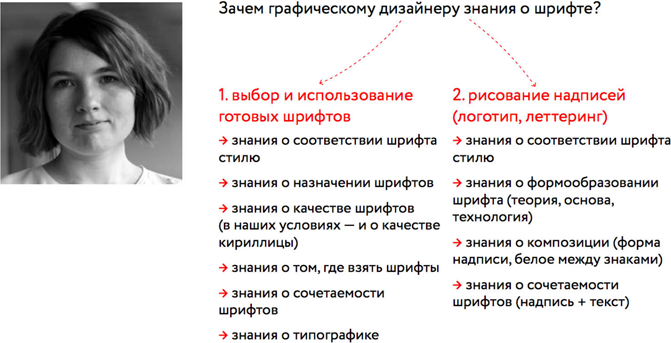 Зачем графическому дизайнеру знания о шрифте?
1. выбор и использование
готовых шрифтов
→ знания о соответствии шрифта
стилю
→ знания о назначении шрифтов
→ знания о качестве шрифтов
(в наших условиях — и о качестве
кириллицы)
→ знания о том, где взять шрифты
→ знания о сочетаемости
шрифтов
→ знания о типографике
2. рисование надписей
(логотип, леттеринг)
→ знания о соответствии шрифта
стилю
→ знания о формообразовании
шрифта (теория, основа,
технология)
→ знания о композиции (форма
надписи, белое между знаками)
→ знания о сочетаемости
шрифтов (надпись + текст)